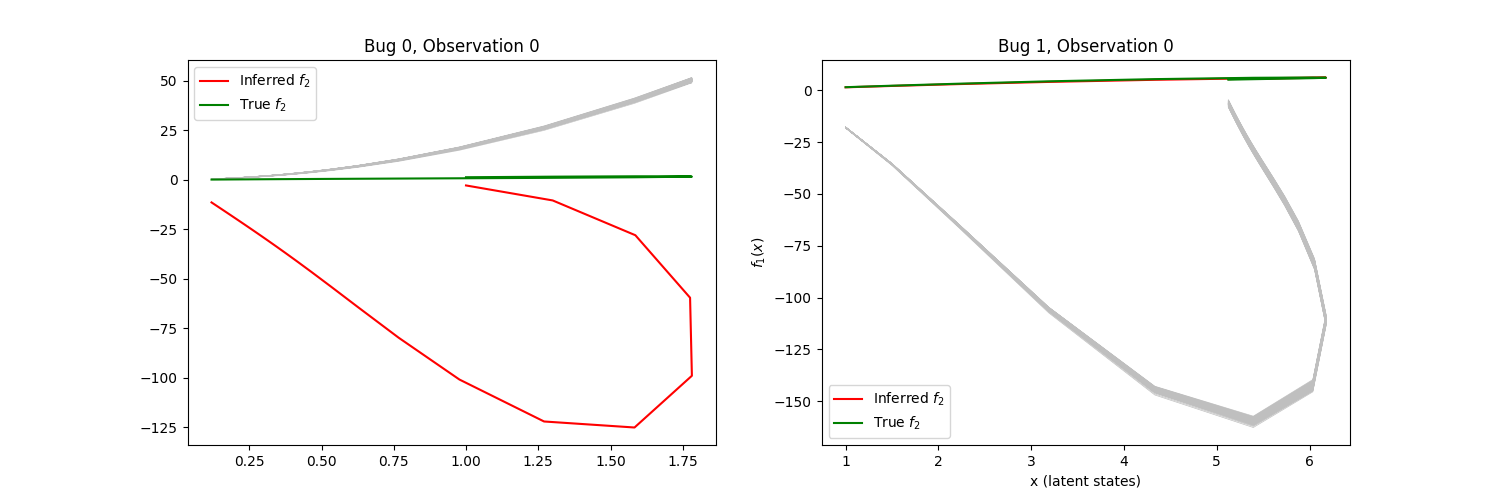 Bug 0, Observation 0
Inferred f₂
True f₂
50
25
0
−25
−50
−75
−100
−125
0.25 0.50 0.75 1.00 1.25 1.50 1.75
Bug 1, Observation 0
f₁(x)
0
−25
−50
−75
−100
−125
−150
Inferred f₂
True f₂
1 2 3 4 5 6
x (latent states)